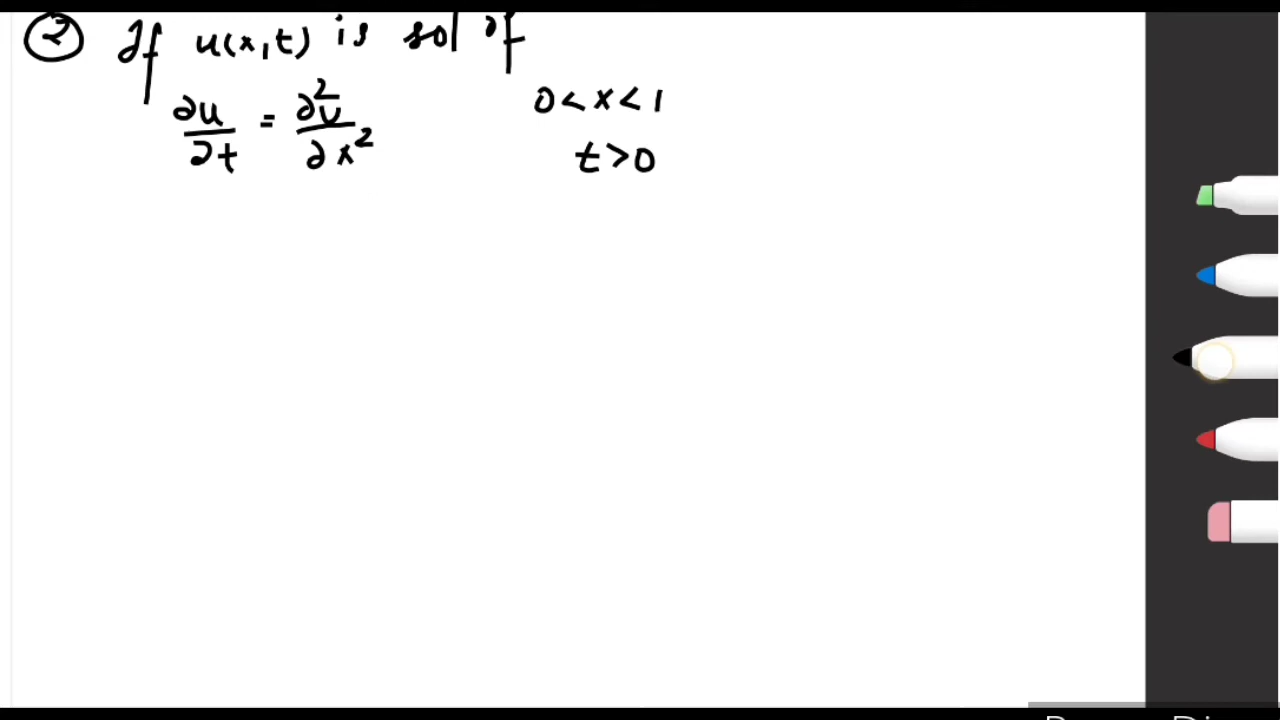 ② If u(x,t) is sol of
∂u/∂t = ∂²u/∂x² 0<x<1
t>0